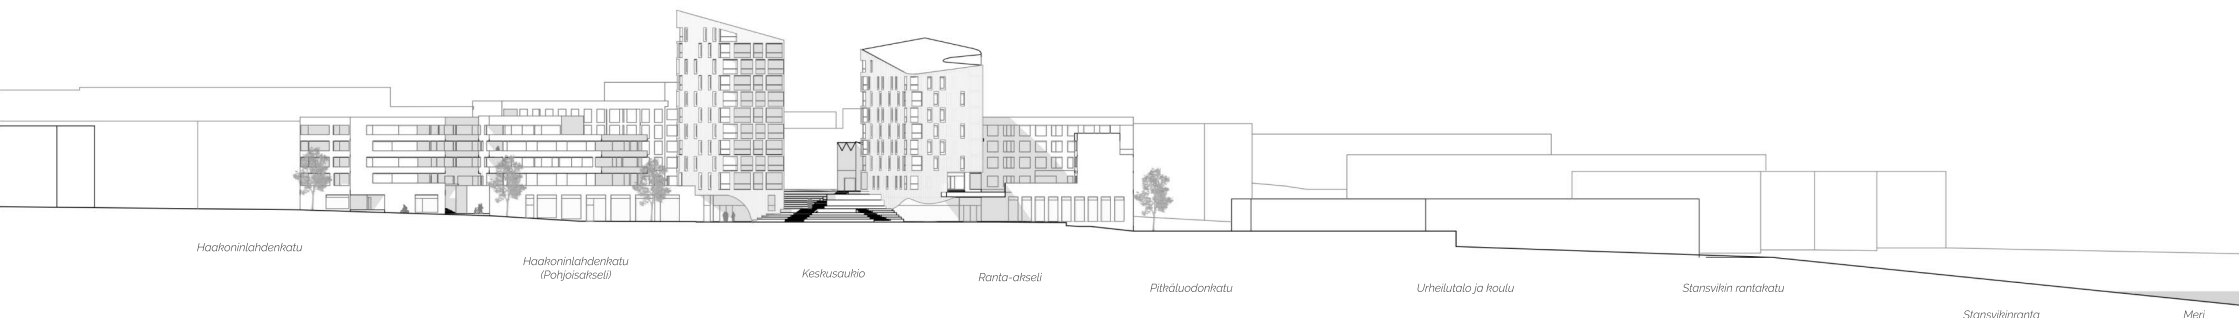 Haakoninlahdenkatu
Haakoninlahdenkatu
(Pohjoisakseli)
Keskusaukio
Ranta-akseli
Pitkäluodonkatu
Urheilutalo ja koulu
Stansvikin rantakatu
Stansvikinranta
Meri